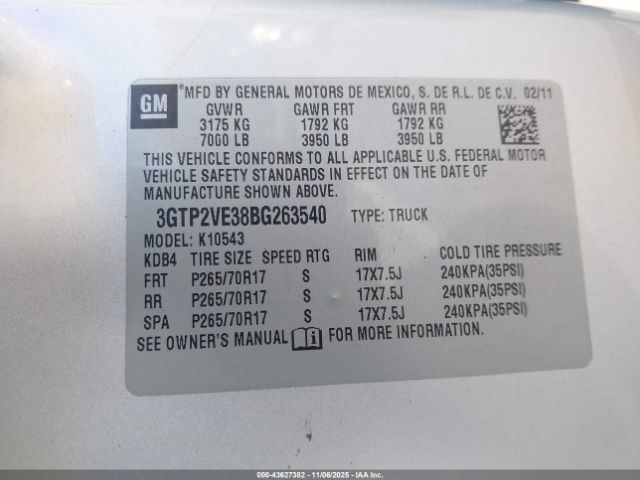 GM
*MFD BY GENERAL MOTORS DE MEXICO, S. DE R.L. DE C.V. 02/11
GVWR GAWR FRT GAWR RR
3175 KG 1792 KG 1792 KG
7000 LB 3950 LB 3950 LB
THIS VEHICLE CONFORMS TO ALL APPLICABLE U.S. FEDERAL MOTOR
VEHICLE SAFETY STANDARDS IN EFFECT ON THE DATE OF
MANUFACTURE SHOWN ABOVE.
3GTP2VE38BG263540 TYPE: TRUCK
MODEL: K10543
KDB4 TIRE SIZE SPEED RTG RIM COLD TIRE PRESSURE
FRT P265/70R17 S 17X7.5J 240KPA(35PSI)
RR P265/70R17 S 17X7.5J 240KPA(35PSI)
SPA P265/70R17 S 17X7.5J 240KPA(35PSI)
SEE OWNER'S MANUAL i FOR MORE INFORMATION.
000-43627382 - 11/06/2025 - IAAI.COM